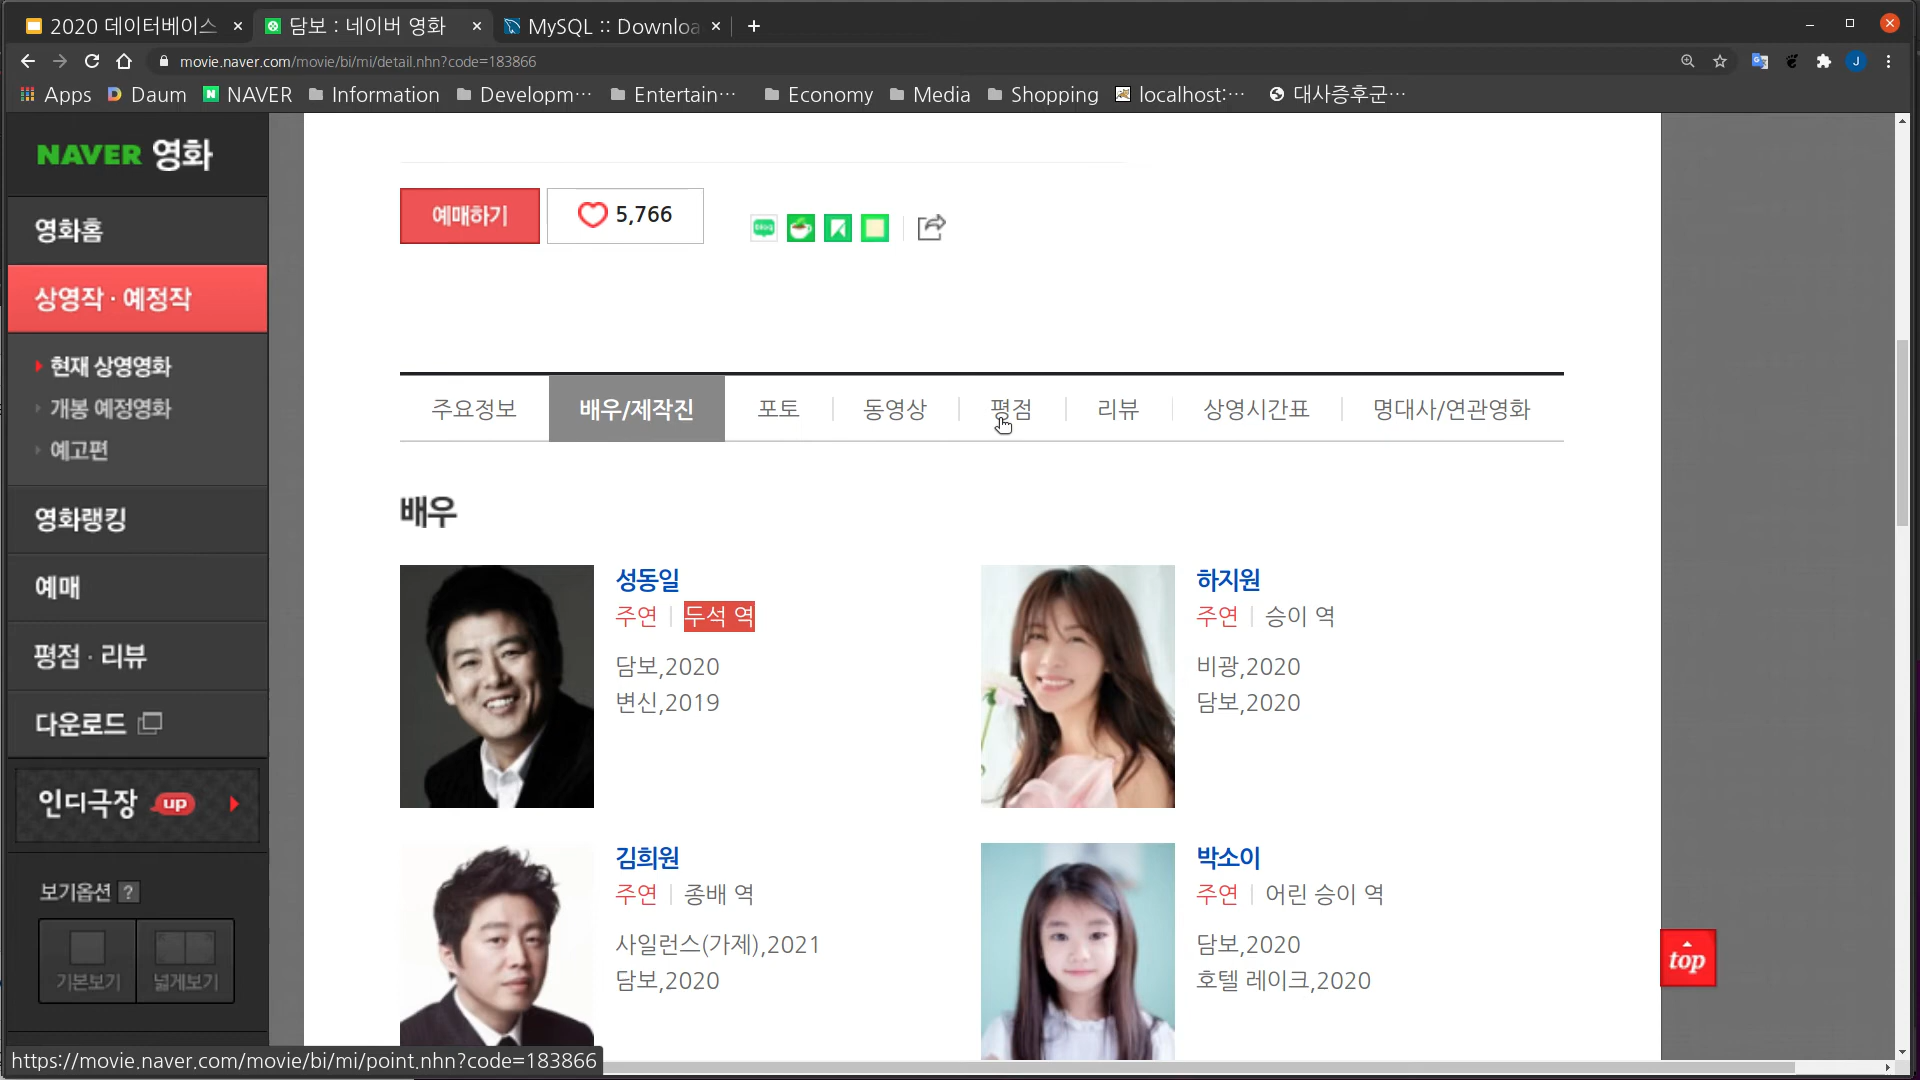 2020 데이터베이스
담보 : 네이버 영화
MySQL :: Downloa
movie.naver.com/movie/bi/mi/detail.nhn?code=183866
J
Apps
Daum
NAVER
Information
Developm…
Entertain…
Economy
Media
Shopping
localhost:…
대사증후군…
NAVER 영화
영화홈
상영작 · 예정작
현재 상영영화
개봉 예정영화
예고편
영화랭킹
예매
평점 · 리뷰
다운로드
인디극장 up
보기옵션 ?
기본보기
넓게보기
예매하기
5,766
blog
주요정보
배우/제작진
포토
동영상
평점
리뷰
상영시간표
명대사/연관영화
배우
성동일
주연 | 두석 역
담보,2020
변신,2019
하지원
주연 | 승이 역
비광,2020
담보,2020
김희원
주연 | 종배 역
사일런스(가제),2021
담보,2020
박소이
주연 | 어린 승이 역
담보,2020
호텔 레이크,2020
top
https://movie.naver.com/movie/bi/mi/point.nhn?code=183866